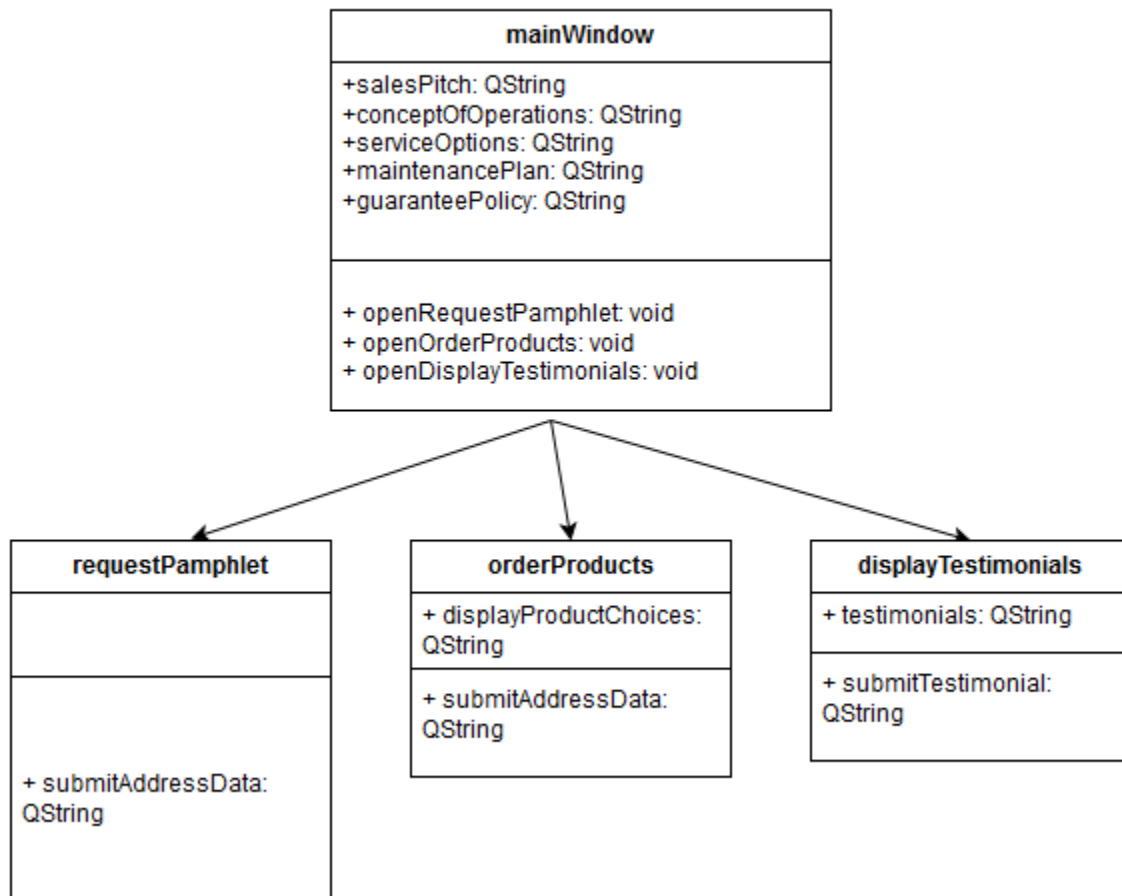 mainWindow
+salesPitch: QString
+conceptOfOperations: QString
+serviceOptions: QString
+maintenancePlan: QString
+guaranteePolicy: QString
+ openRequestPamphlet: void
+ openOrderProducts: void
+ openDisplayTestimonials: void
requestPamphlet
+ submitAddressData:
QString
orderProducts
+ displayProductChoices:
QString
+ submitAddressData:
QString
displayTestimonials
+ testimonials: QString
+ submitTestimonial:
QString